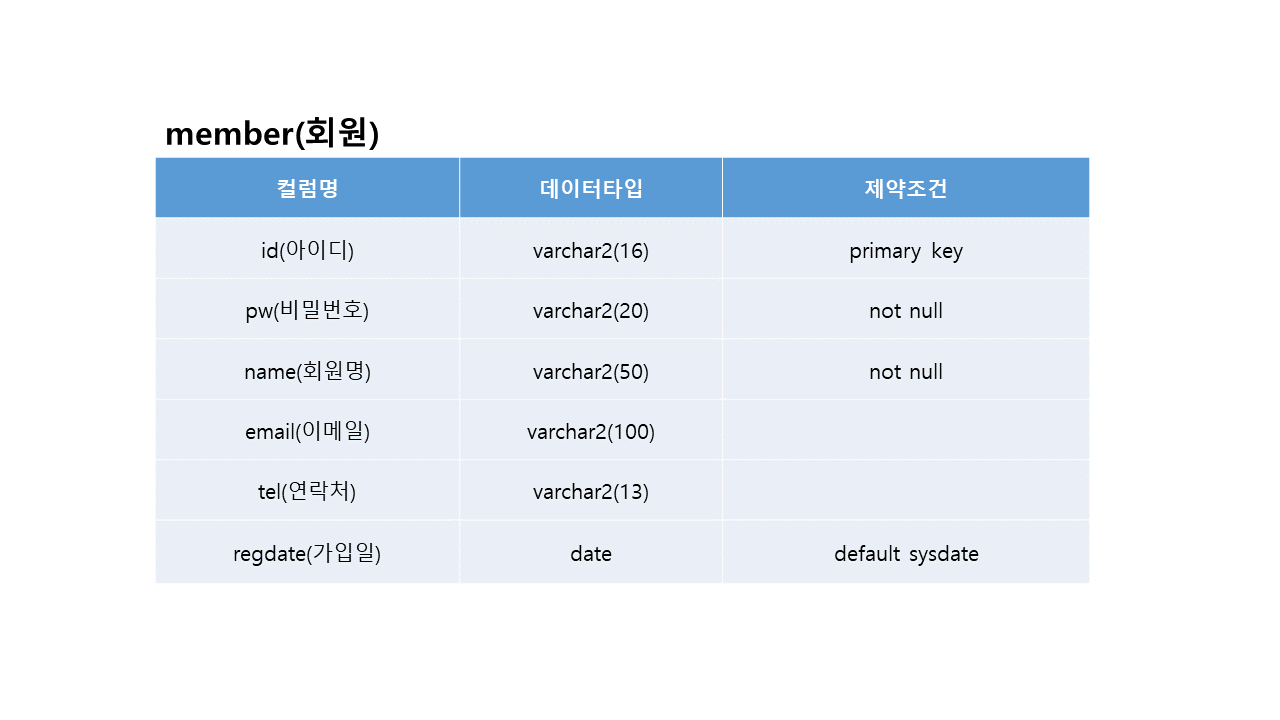 member(회원)
컬럼명 데이터타입 제약조건
id(아이디) varchar2(16) primary key
pw(비밀번호) varchar2(20) not null
name(회원명) varchar2(50) not null
email(이메일) varchar2(100)
tel(연락처) varchar2(13)
regdate(가입일) date default sysdate